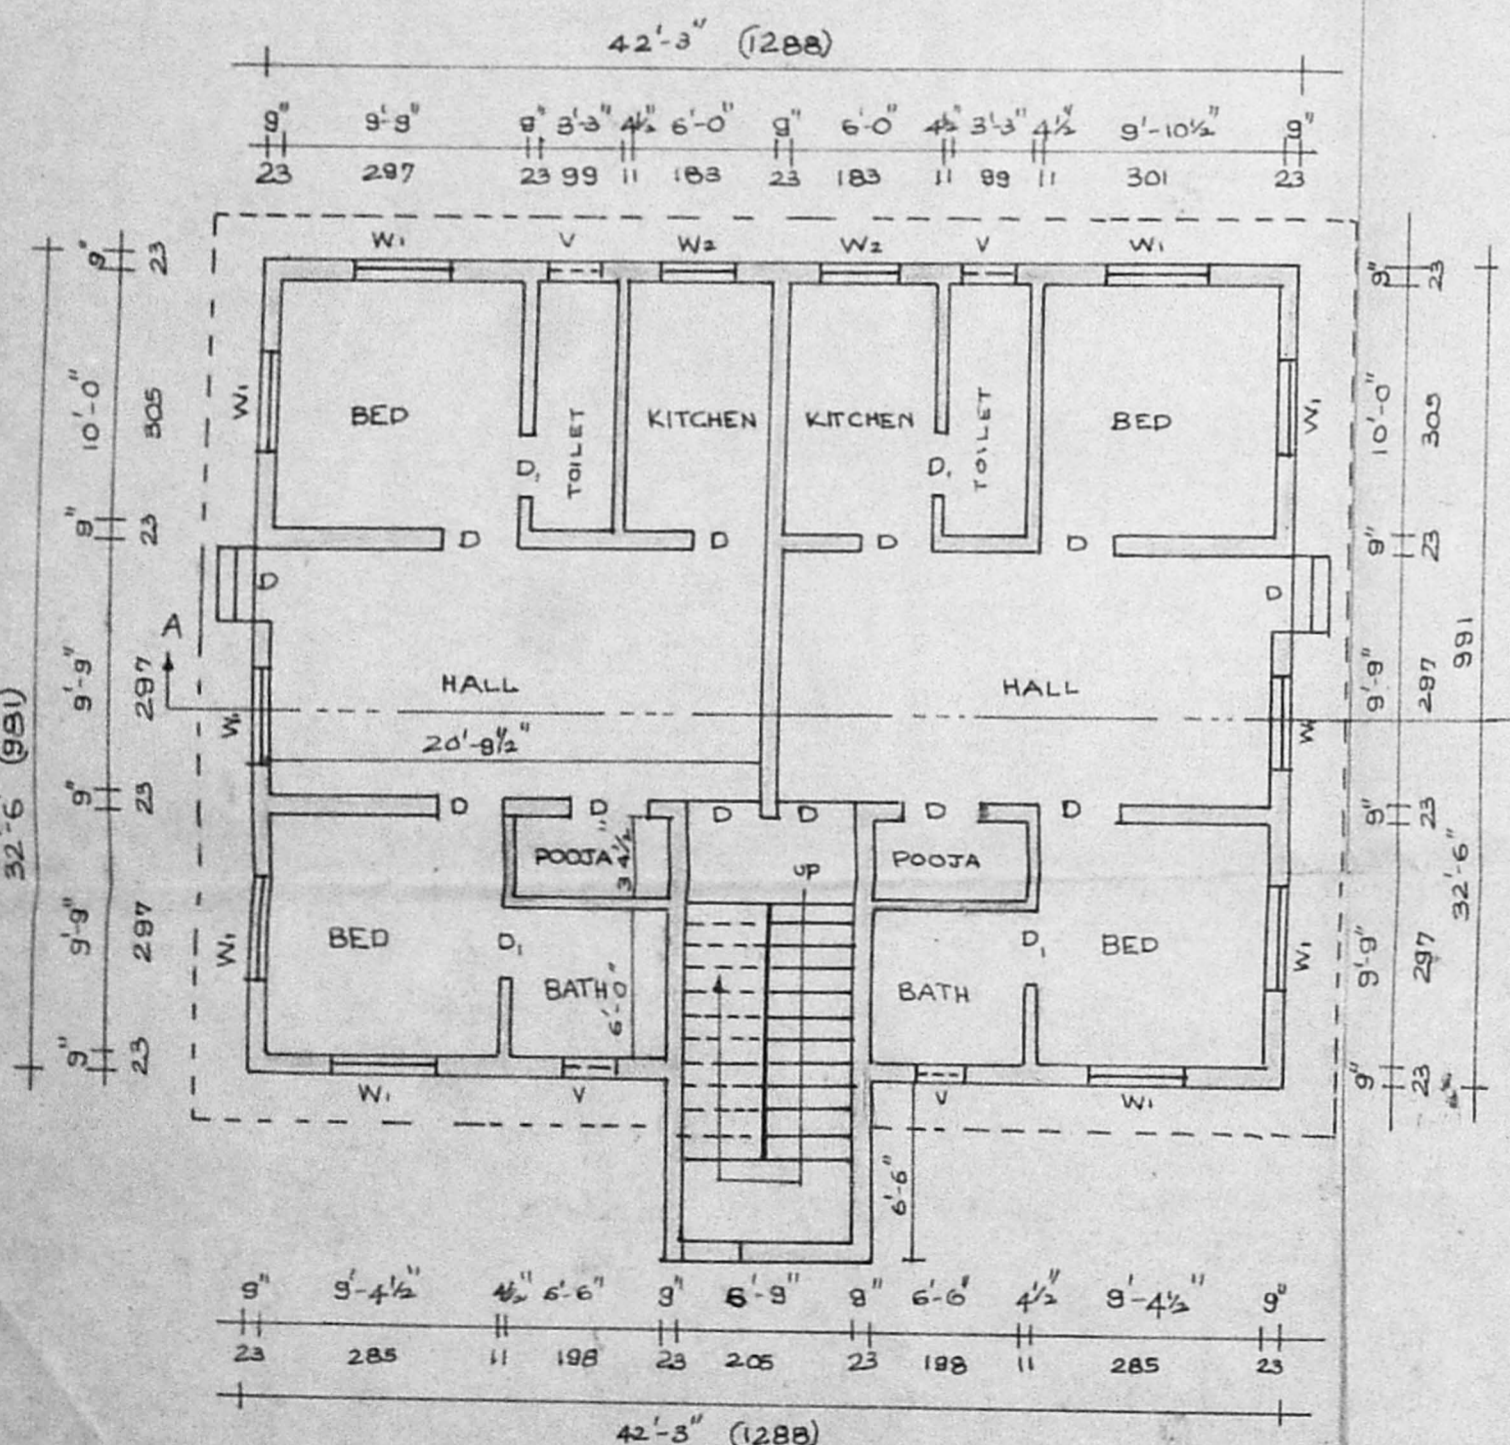 42'-3" (1288)
9" 9'-9" 9" 3'-3" 4½" 6'-0" 9" 6'-0" 4½" 3'-3" 4½" 9'-10½" 9"
23 297 23 99 11 183 23 183 11 99 11 301 23
W1 V W2 W2 V W1
9" 23
9" 23
10'-0" 305 W1 BED TOILET KITCHEN KITCHEN TOILET BED W1 10'-0" 305
D1 D1
9" 23 D D D D 9" 23
D D
A
9'-9" 297 W1 HALL HALL W 9'-9" 297 991
20'-9½"
32'-6 (981)
9" 23 D D D D D D 9" 23
POOJA 3'4½" UP POOJA
32'-6"
9'-9" 297 W1 BED D1 BATH 6'-0" BATH D1 BED W1 9'-9" 297
9" 23
9" 23
W1 V V W1
6'-6"
9" 9'-4½" 4½" 6'-6" 9" 6'-9" 9" 6'-6" 4½" 9'-4½" 9"
23 285 11 198 23 205 23 198 11 285 23
42'-3" (1288)